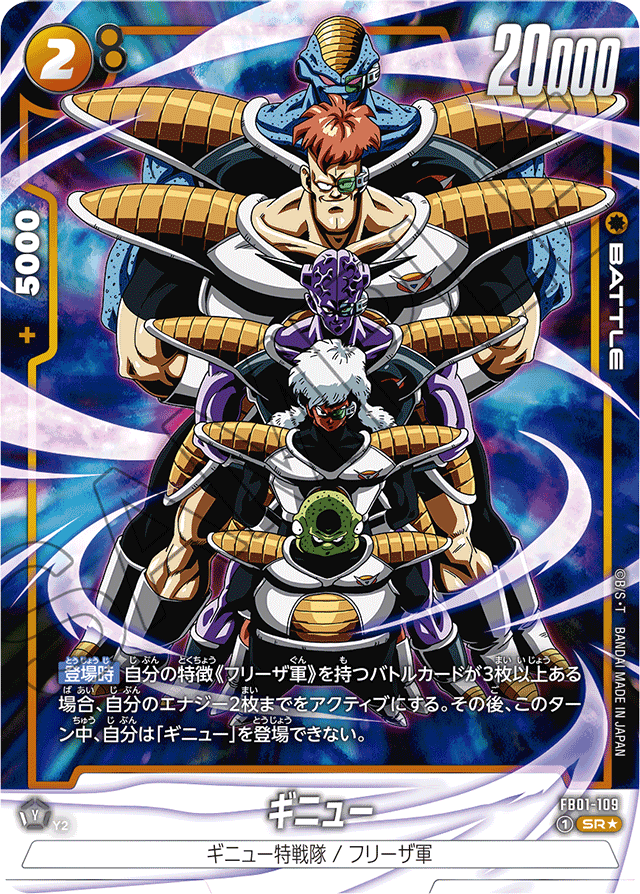 2
20000
+ 5000
BATTLE
SAMPLE
登場時 自分の特徴《フリーザ軍》を持つバトルカードが3枚以上ある
場合、自分のエナジー2枚までをアクティブにする。その後、このター
ン中、自分は「ギニュー」を登場できない。
©B/S・T BANDAI MADE IN JAPAN
ギニュー
FB01-109
Y
Y2
1 SR★
ギニュー特戦隊 / フリーザ軍